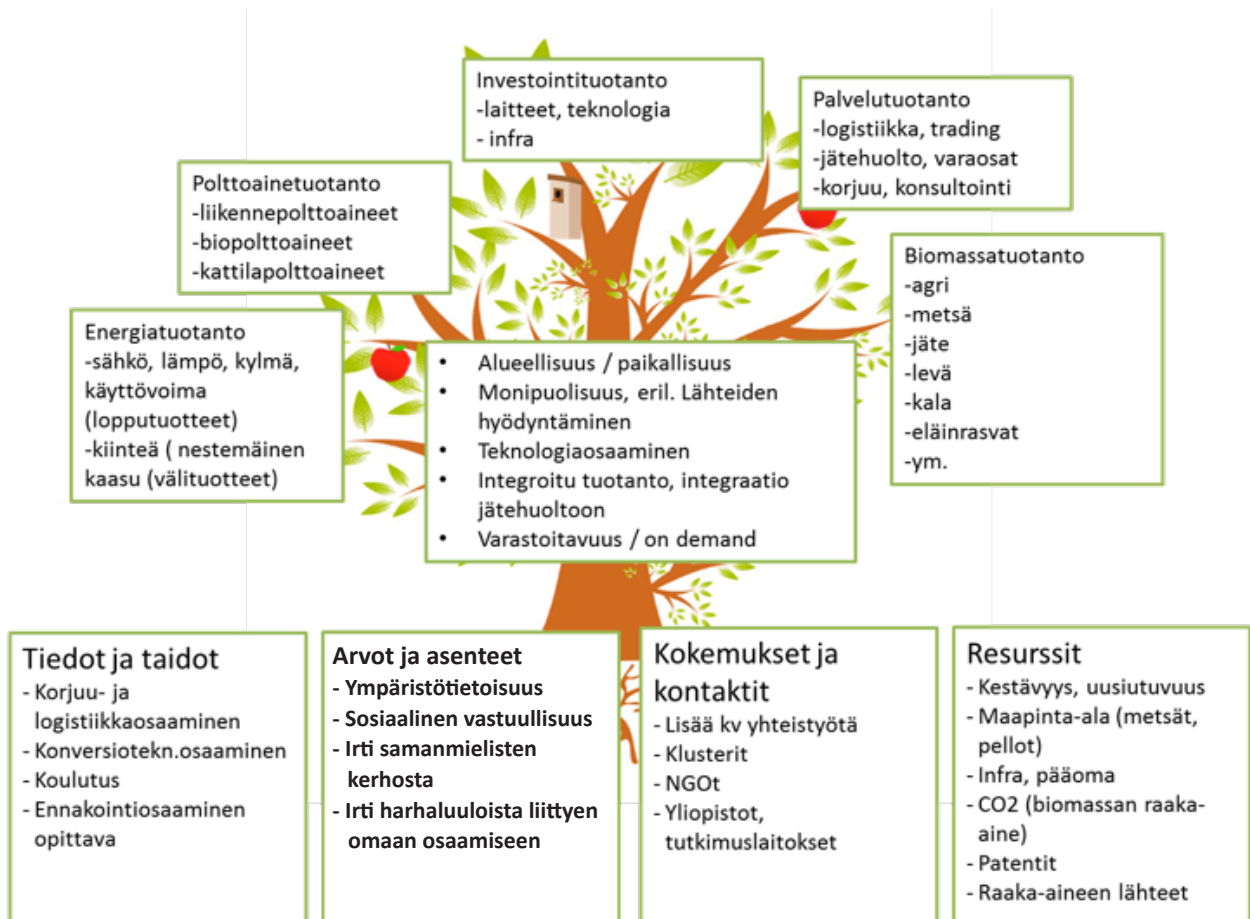 Investointituotanto
-laitteet, teknologia
- infra
Palvelutuotanto
-logistiikka, trading
-jätehuolto, varaosat
-korjuu, konsultointi
Polttoainetuotanto
-liikennepolttoaineet
-biopolttoaineet
-kattilapolttoaineet
Biomassatuotanto
-agri
-metsä
-jäte
-levä
-kala
-eläinrasvat
-ym.
Energiatuotanto
-sähkö, lämpö, kylmä,
käyttövoima
(lopputuotteet)
-kiinteä ( nestemäinen
kaasu (välituotteet)
• Alueellisuus / paikallisuus
• Monipuolisuus, eril. Lähteiden
hyödyntäminen
• Teknologiaosaaminen
• Integroitu tuotanto, integraatio
jätehuoltoon
• Varastoitavuus / on demand
Tiedot ja taidot
- Korjuu- ja
logistiikkaosaaminen
- Konversiotekn.osaaminen
- Koulutus
- Ennakointiosaaminen
opittava
Arvot ja asenteet
- Ympäristötietoisuus
- Sosiaalinen vastuullisuus
- Irti samanmielisten
kerhosta
- Irti harhaluuloista liittyen
omaan osaamiseen
Kokemukset ja
kontaktit
- Lisää kv yhteistyötä
- Klusterit
- NGOt
- Yliopistot,
tutkimuslaitokset
Resurssit
- Kestävyys, uusiutuvuus
- Maapinta-ala (metsät,
pellot)
- Infra, pääoma
- CO2 (biomassan raaka-
aine)
- Patentit
- Raaka-aineen lähteet